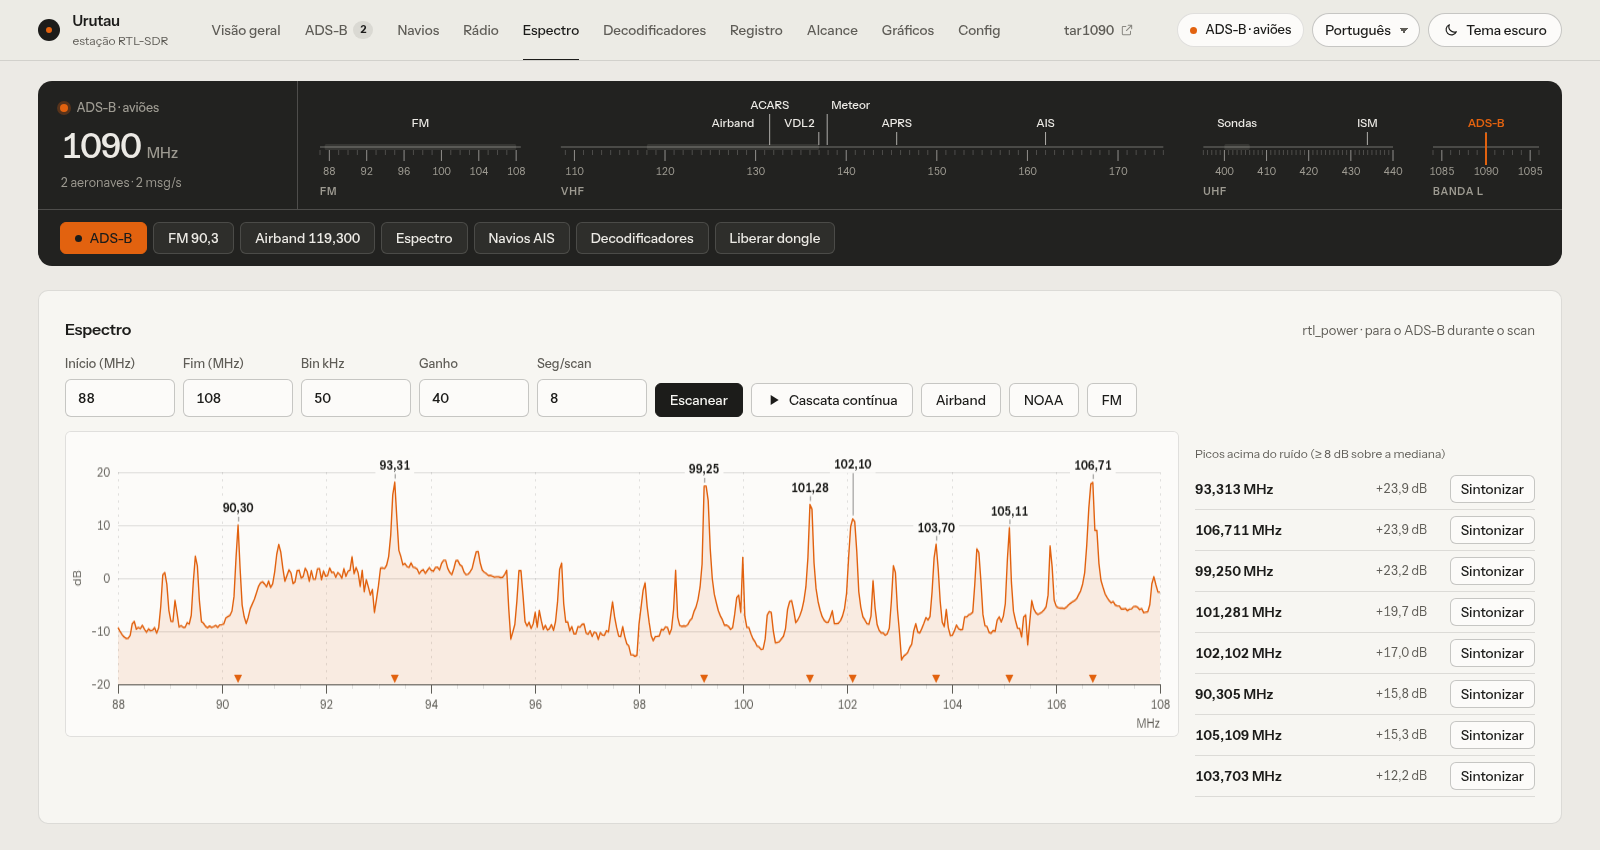 Urutau
estação RTL-SDR
Visão geral
ADS-B 2
Navios
Rádio
Espectro
Decodificadores
Registro
Alcance
Gráficos
Config
tar1090
ADS-B · aviões
Português
Tema escuro
ADS-B · aviões
1090 MHz
2 aeronaves · 2 msg/s
FM
88 92 96 100 104 108
FM
ACARS Meteor
Airband VDL2 APRS AIS
110 120 130 140 150 160 170
VHF
Sondas ISM
400 410 420 430 440
UHF
ADS-B
1085 1090 1095
BANDA L
ADS-B
FM 90,3
Airband 119,300
Espectro
Navios AIS
Decodificadores
Liberar dongle
Espectro
rtl_power · para o ADS-B durante o scan
Início (MHz) Fim (MHz) Bin kHz Ganho Seg/scan
88 108 50 40 8
Escanear
Cascata contínua
Airband
NOAA
FM
93,31
99,25
102,10
106,71
101,28
90,30
105,11
103,70
20
10
0
-10
-20
dB
88 90 92 94 96 98 100 102 104 106 108
MHz
Picos acima do ruído (≥ 8 dB sobre a mediana)
93,313 MHz +23,9 dB Sintonizar
106,711 MHz +23,9 dB Sintonizar
99,250 MHz +23,2 dB Sintonizar
101,281 MHz +19,7 dB Sintonizar
102,102 MHz +17,0 dB Sintonizar
90,305 MHz +15,8 dB Sintonizar
105,109 MHz +15,3 dB Sintonizar
103,703 MHz +12,2 dB Sintonizar